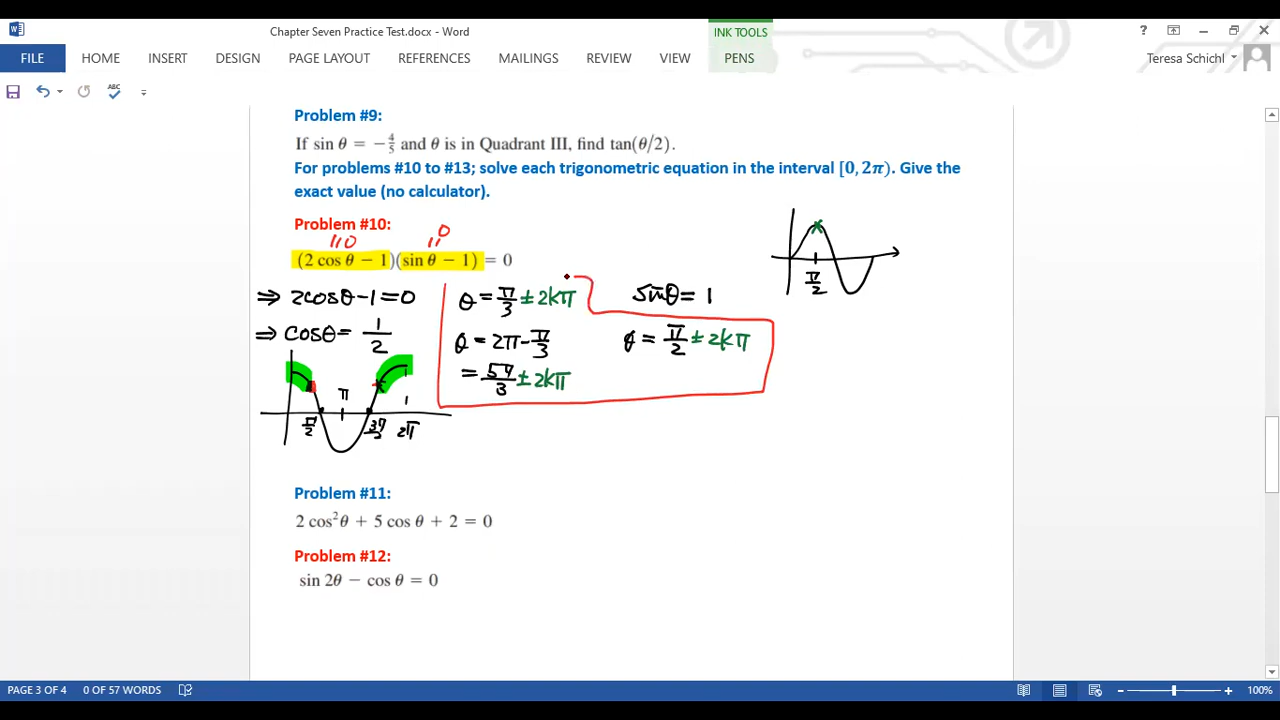 Chapter Seven Practice Test.docx - Word
INK TOOLS
FILE HOME INSERT DESIGN PAGE LAYOUT REFERENCES MAILINGS REVIEW VIEW PENS
Teresa Schichl
ABC
Problem #9:
If sin θ = −4/5 and θ is in Quadrant III, find tan(θ/2).
For problems #10 to #13; solve each trigonometric equation in the interval [0, 2π). Give the
exact value (no calculator).
Problem #10:
"0 "0
(2 cos θ − 1)(sin θ − 1) = 0
⇒ 2cosθ-1=0
⇒ cosθ= 1/2
π
π/2 3π/2 2π
1
θ = π/3 ± 2kπ
θ = 2π - π/3
= 5π/3 ± 2kπ
sinθ = 1
θ = π/2 ± 2kπ
π/2
Problem #11:
2 cos²θ + 5 cos θ + 2 = 0
Problem #12:
sin 2θ − cos θ = 0
PAGE 3 OF 4 0 OF 57 WORDS
100%